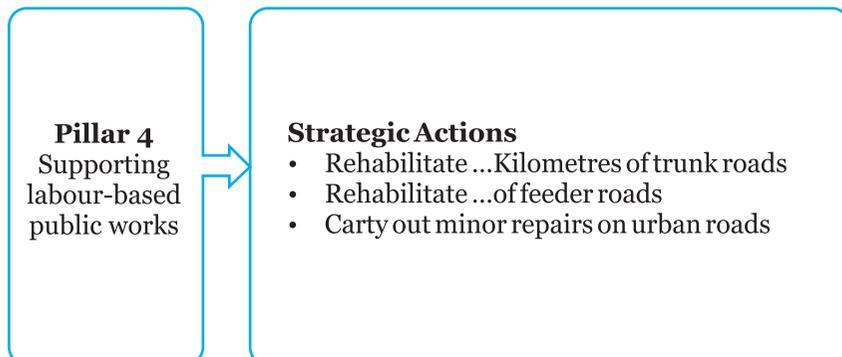 Pillar 4
Supporting
labour-based
public works
Strategic Actions
• Rehabilitate ...Kilometres of trunk roads
• Rehabilitate ...of feeder roads
• Carty out minor repairs on urban roads